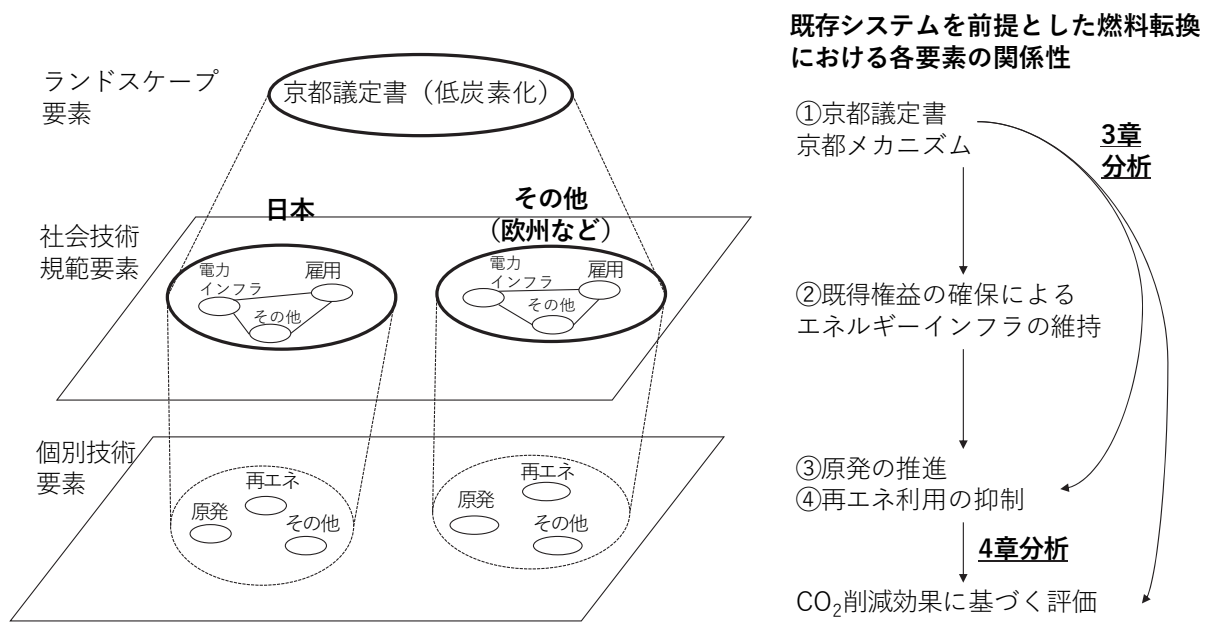 ランドスケープ
要素
京都議定書（低炭素化）
社会技術
規範要素
日本
電力
インフラ
雇用
その他
その他
（欧州など）
電力
インフラ
雇用
その他
個別技術
要素
再エネ
原発
その他
再エネ
原発
その他
既存システムを前提とした燃料転換
における各要素の関係性
①京都議定書
京都メカニズム
3章
分析
②既得権益の確保による
エネルギーインフラの維持
③原発の推進
④再エネ利用の抑制
4章分析
CO₂削減効果に基づく評価